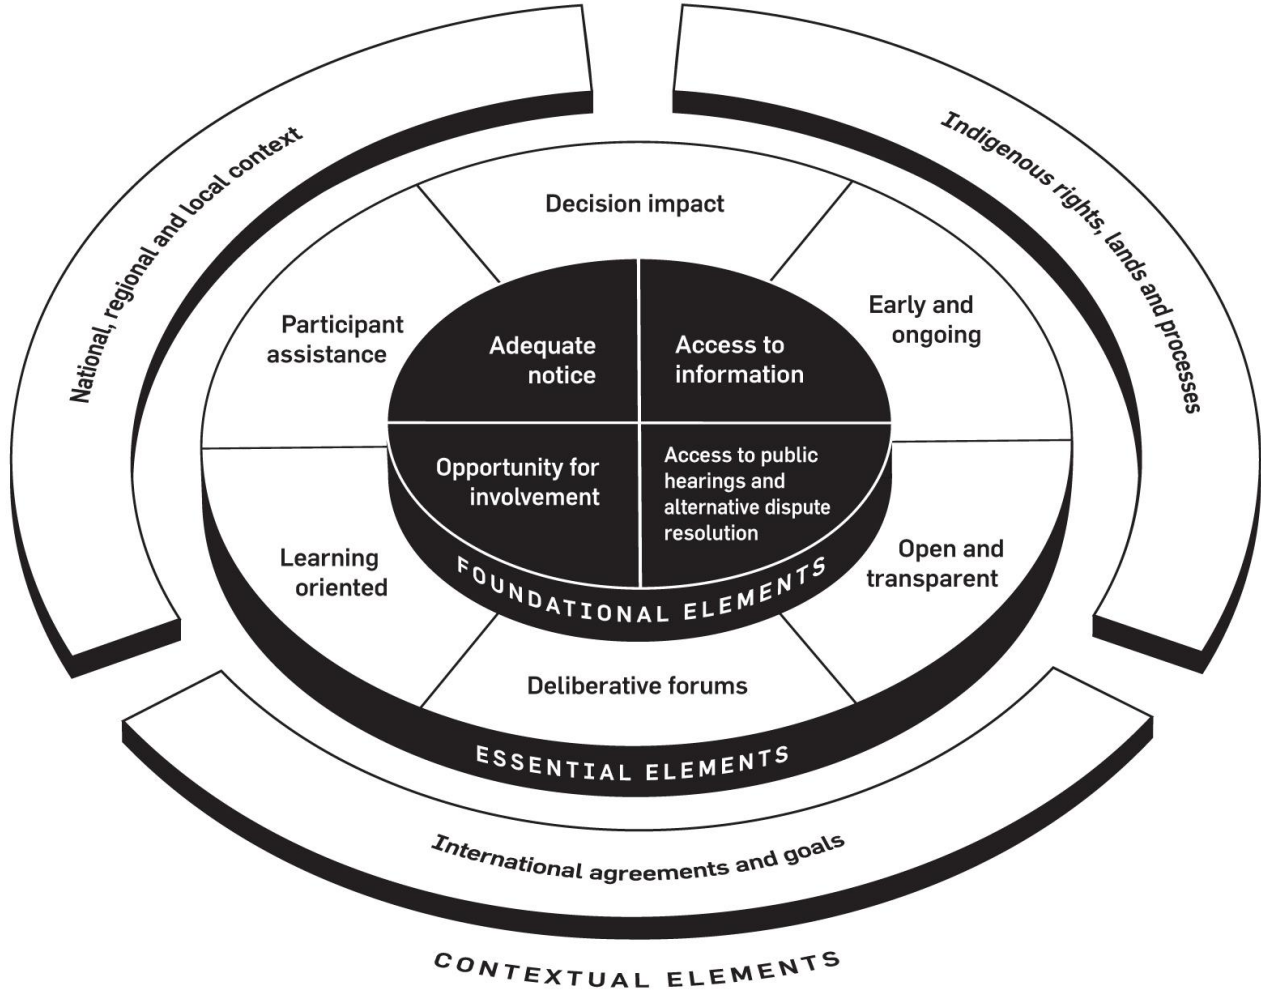 National, regional and local context
Indigenous rights, lands and processes
Decision impact
Participant
assistance
Early and
ongoing
Adequate
notice
Access to
information
Opportunity for
involvement
Access to public
hearings and
alternative dispute
resolution
Learning
oriented
Open and
transparent
FOUNDATIONAL ELEMENTS
Deliberative forums
ESSENTIAL ELEMENTS
International agreements and goals
CONTEXTUAL ELEMENTS